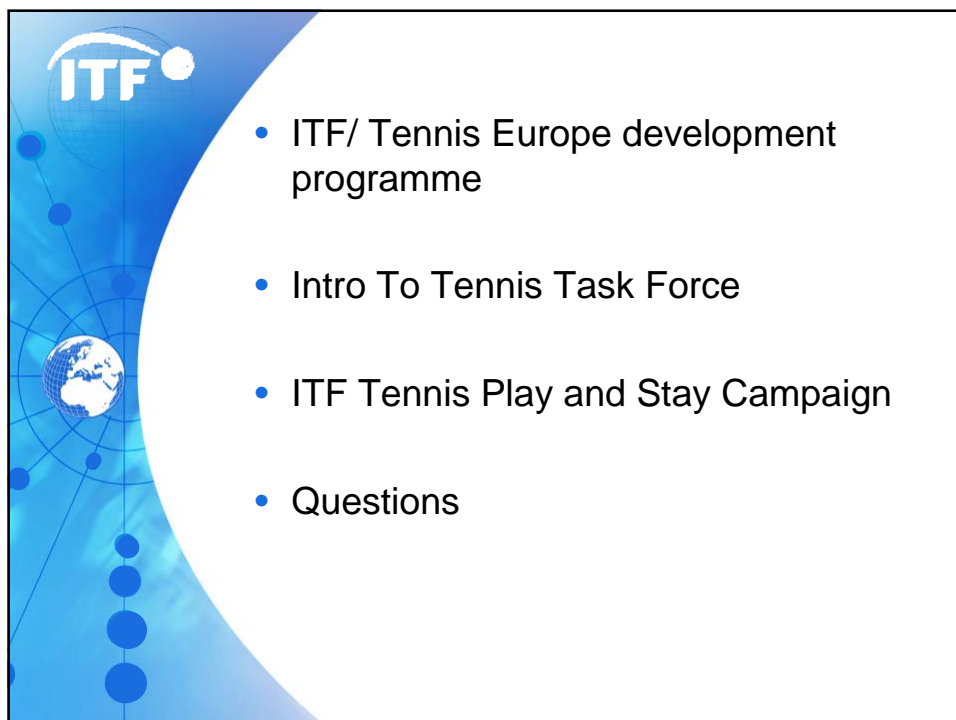 ITF
• ITF/ Tennis Europe development
programme
• Intro To Tennis Task Force
• ITF Tennis Play and Stay Campaign
• Questions